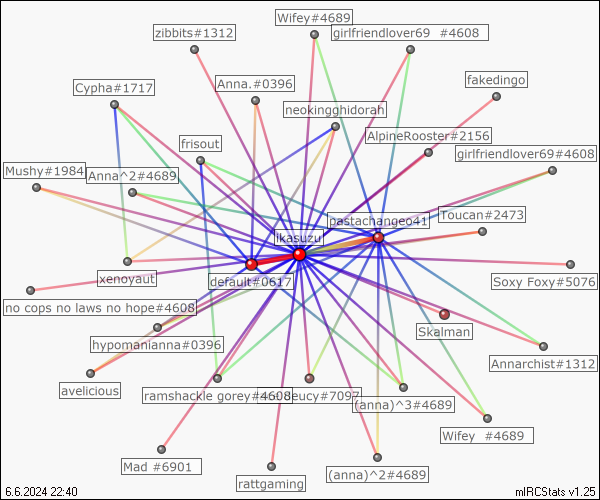 Wifey#4689
zibbits#1312
girlfriendlover69 #4608
fakedingo
Cypha#1717
Anna.#0396
neokingghidorah
AlpineRooster#2156
frisout
girlfriendlover69#4608
Mushy#1984
Anna^2#4689
pastachange041
Toucan#2473
ikasuzu
xenoyaut
default#0617
Soxy Foxy#5076
no cops no laws no hope#4608
Skalman
hypomanianna#0396
Annarchist#1312
avelicious
ramshackle gorey#4608
eucy#7097
(anna)^3#4689
Wifey #4689
Mad #6901
rattgaming
(anna)^2#4689
6.6.2024 22:40
mIRCStats v1.25